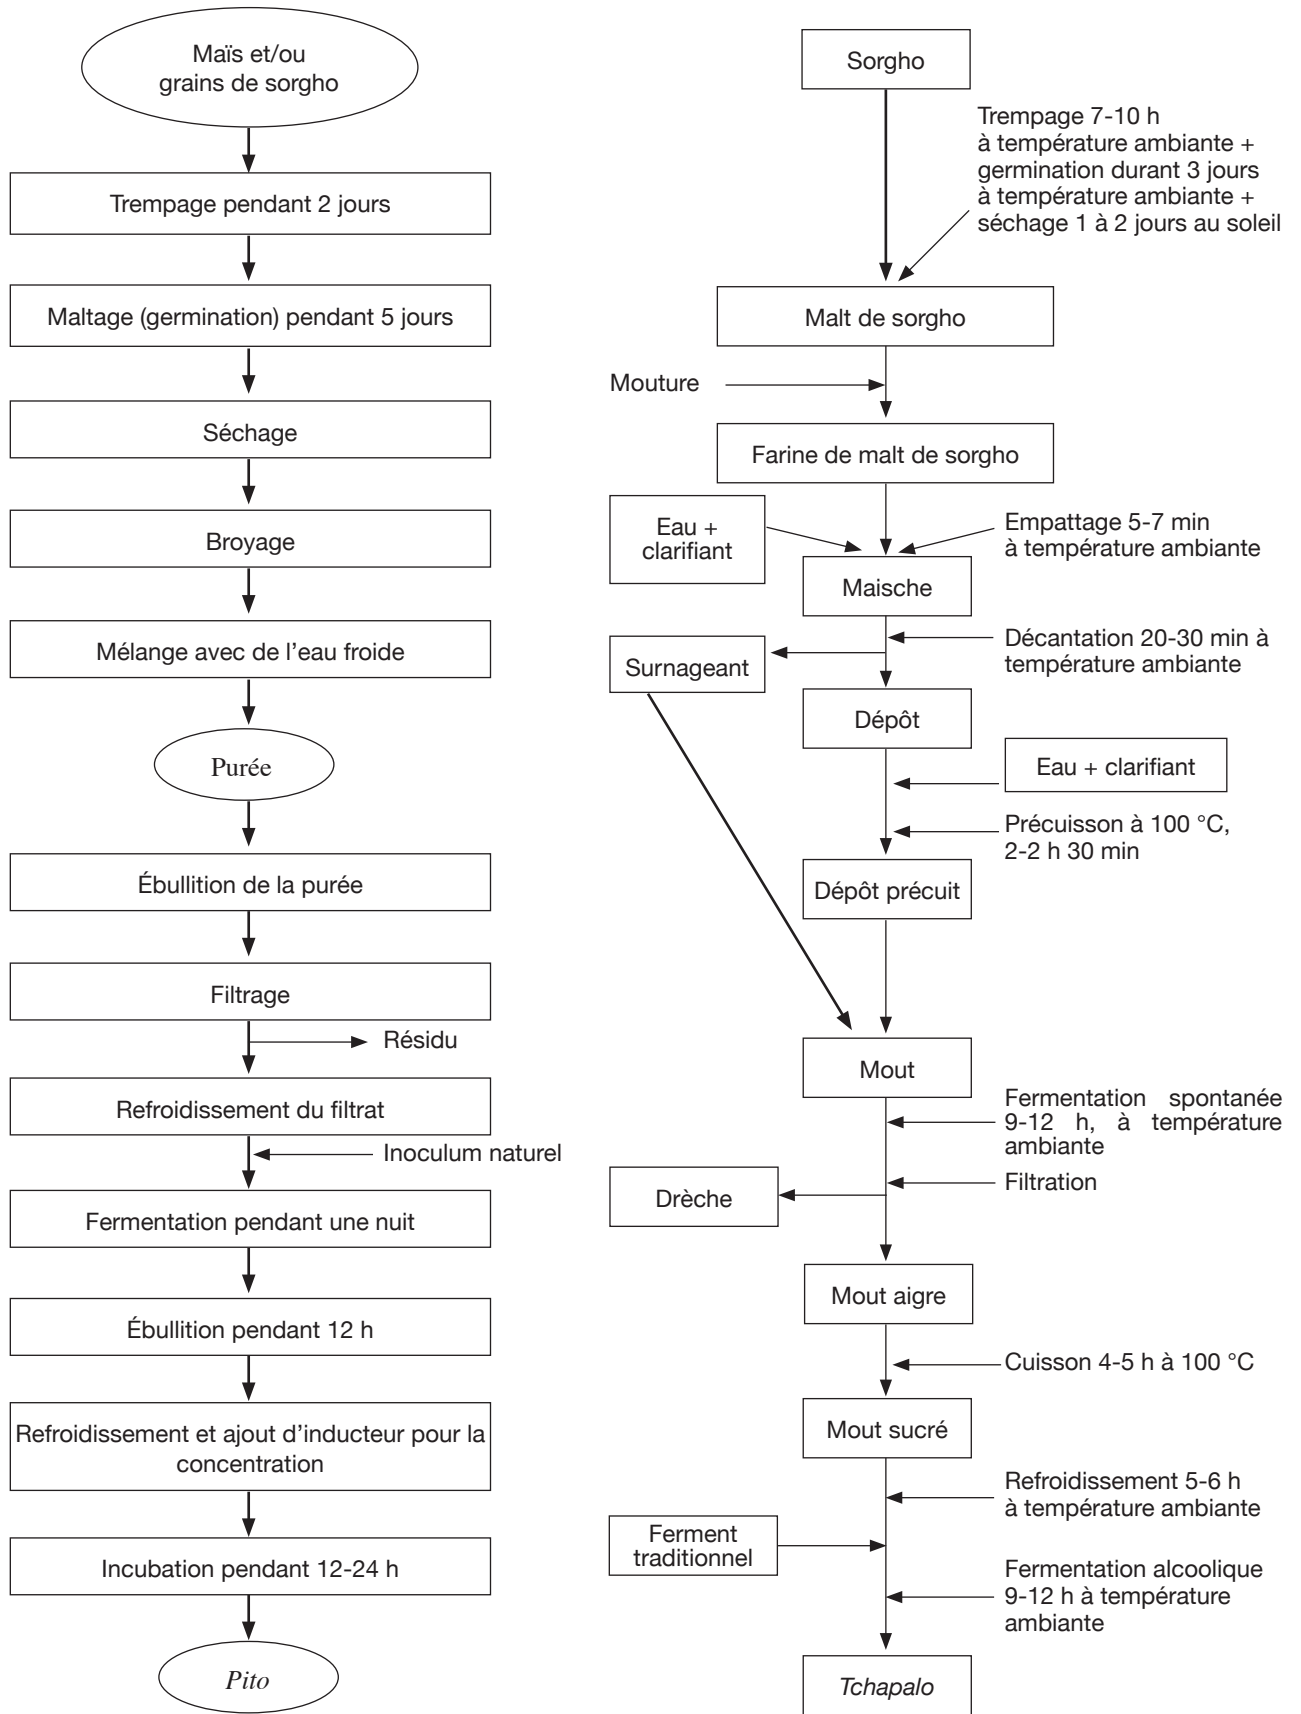 Maïs et/ou
grains de sorgho
Trempage pendant 2 jours
Maltage (germination) pendant 5 jours
Séchage
Broyage
Mélange avec de l’eau froide
Purée
Ébullition de la purée
Filtrage
Résidu
Refroidissement du filtrat
Inoculum naturel
Fermentation pendant une nuit
Ébullition pendant 12 h
Refroidissement et ajout d’inducteur pour la
concentration
Incubation pendant 12-24 h
Pito
Sorgho
Trempage 7-10 h
à température ambiante +
germination durant 3 jours
à température ambiante +
séchage 1 à 2 jours au soleil
Malt de sorgho
Mouture
Farine de malt de sorgho
Eau +
clarifiant
Empattage 5-7 min
à température ambiante
Maische
Décantation 20-30 min à
température ambiante
Surnageant
Dépôt
Eau + clarifiant
Précuisson à 100 °C,
2-2 h 30 min
Dépôt précuit
Mout
Fermentation spontanée
9-12 h, à température
ambiante
Filtration
Drèche
Mout aigre
Cuisson 4-5 h à 100 °C
Mout sucré
Refroidissement 5-6 h
à température ambiante
Ferment
traditionnel
Fermentation alcoolique
9-12 h à température
ambiante
Tchapalo